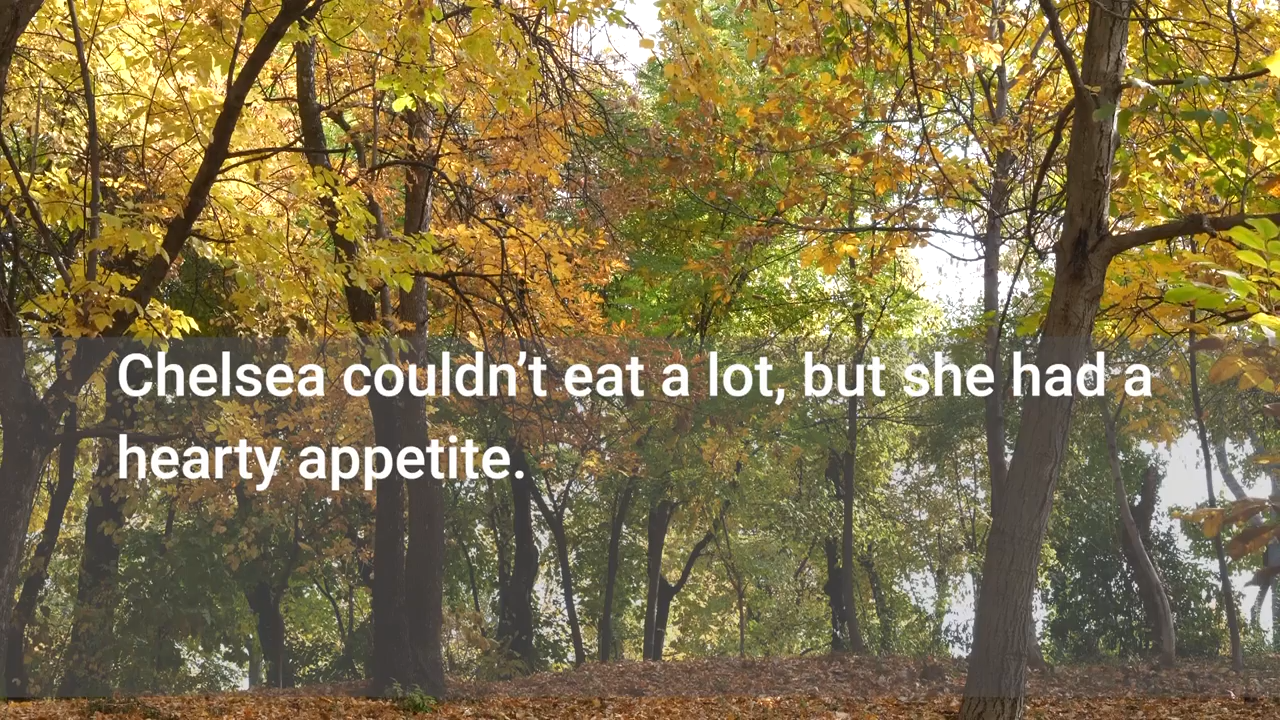 Chelsea couldn’t eat a lot, but she had a
hearty appetite.